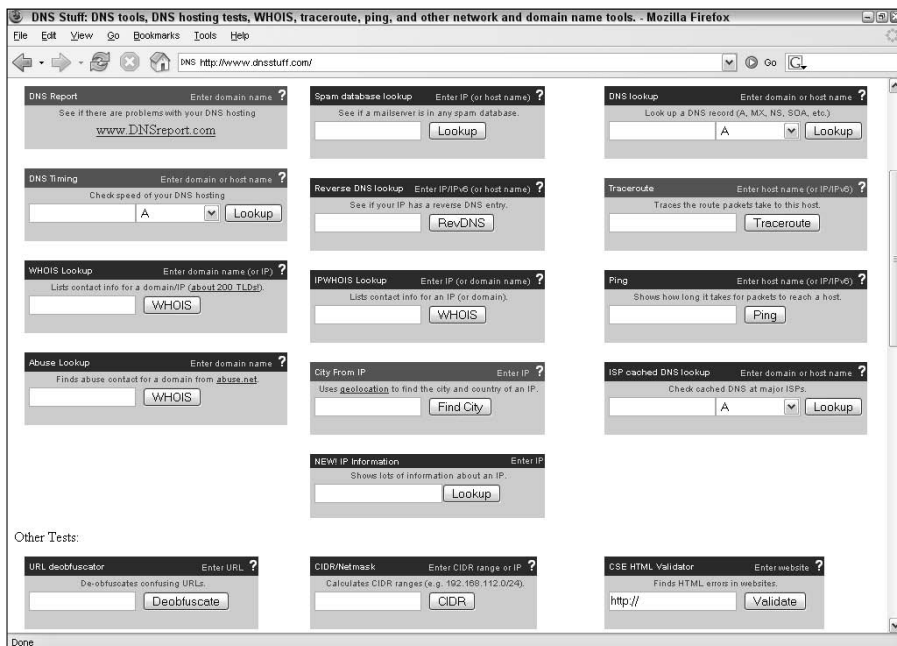 DNS Stuff: DNS tools, DNS hosting tests, WHOIS, traceroute, ping, and other network and domain name tools. - Mozilla Firefox
File Edit View Go Bookmarks Tools Help
DNS http://www.dnsstuff.com/ Go G
DNS Report Enter domain name ?
See if there are problems with your DNS hosting
www.DNSreport.com
DNS Timing Enter domain or host name ?
Check speed of your DNS hosting
A Lookup
WHOIS Lookup Enter domain name (or IP) ?
Lists contact info for a domain/IP (about 200 TLDs!).
WHOIS
Abuse Lookup Enter domain name ?
Finds abuse contact for a domain from abuse.net.
WHOIS
Spam database lookup Enter IP (or host name) ?
See if a mailserver is in any spam database.
Lookup
Reverse DNS lookup Enter IP/IPv6 (or host name) ?
See if your IP has a reverse DNS entry.
RevDNS
IPWHOIS Lookup Enter IP (or domain name) ?
Lists contact info for an IP (or domain).
WHOIS
City From IP Enter IP ?
Uses geolocation to find the city and country of an IP.
Find City
NEW! IP Information Enter IP
Shows lots of information about an IP.
Lookup
DNS lookup Enter domain or host name ?
Look up a DNS record (A, MX, NS, SOA, etc.)
A Lookup
Traceroute Enter host name (or IP/IPv6) ?
Traces the route packets take to this host.
Traceroute
Ping Enter host name (or IP/IPv6) ?
Shows how long it takes for packets to reach a host.
Ping
ISP cached DNS lookup Enter domain or host name ?
Check cached DNS at major ISPs.
A Lookup
Other Tests:
URL deobfuscator Enter URL ?
De-obfuscates confusing URLs.
Deobfuscate
CIDR/Netmask Enter CIDR range or IP ?
Calculates CIDR ranges (e.g. 192.168.112.0/24).
CIDR
CSE HTML Validator Enter website ?
Finds HTML errors in websites.
http:// Validate
Done